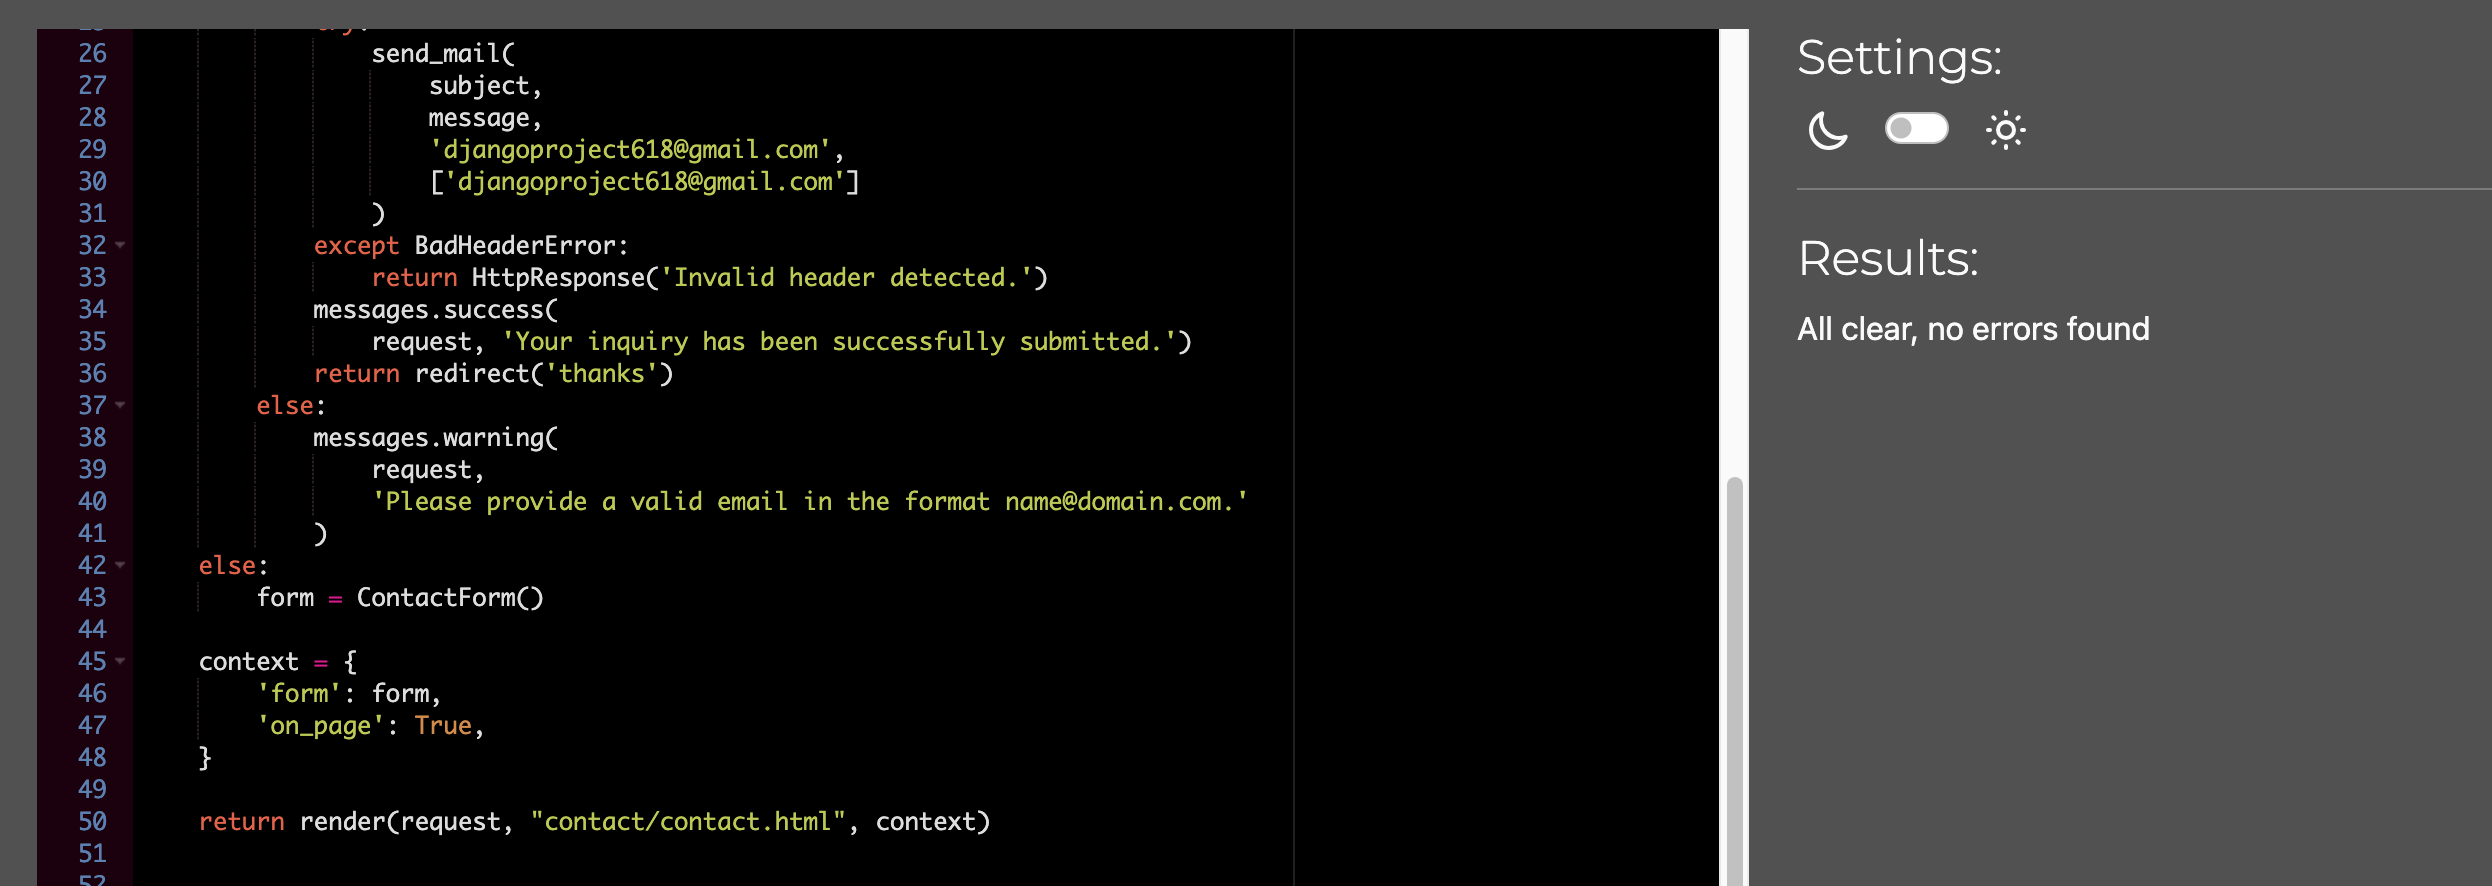 26 send_mail(
27 subject,
28 message,
29 'djangoproject618@gmail.com',
30 ['djangoproject618@gmail.com']
31 )
32 except BadHeaderError:
33 return HttpResponse('Invalid header detected.')
34 messages.success(
35 request, 'Your inquiry has been successfully submitted.')
36 return redirect('thanks')
37 else:
38 messages.warning(
39 request,
40 'Please provide a valid email in the format name@domain.com.'
41 )
42 else:
43 form = ContactForm()
44
45 context = {
46 'form': form,
47 'on_page': True,
48 }
49
50 return render(request, "contact/contact.html", context)
51
52
Settings:
Results:
All clear, no errors found